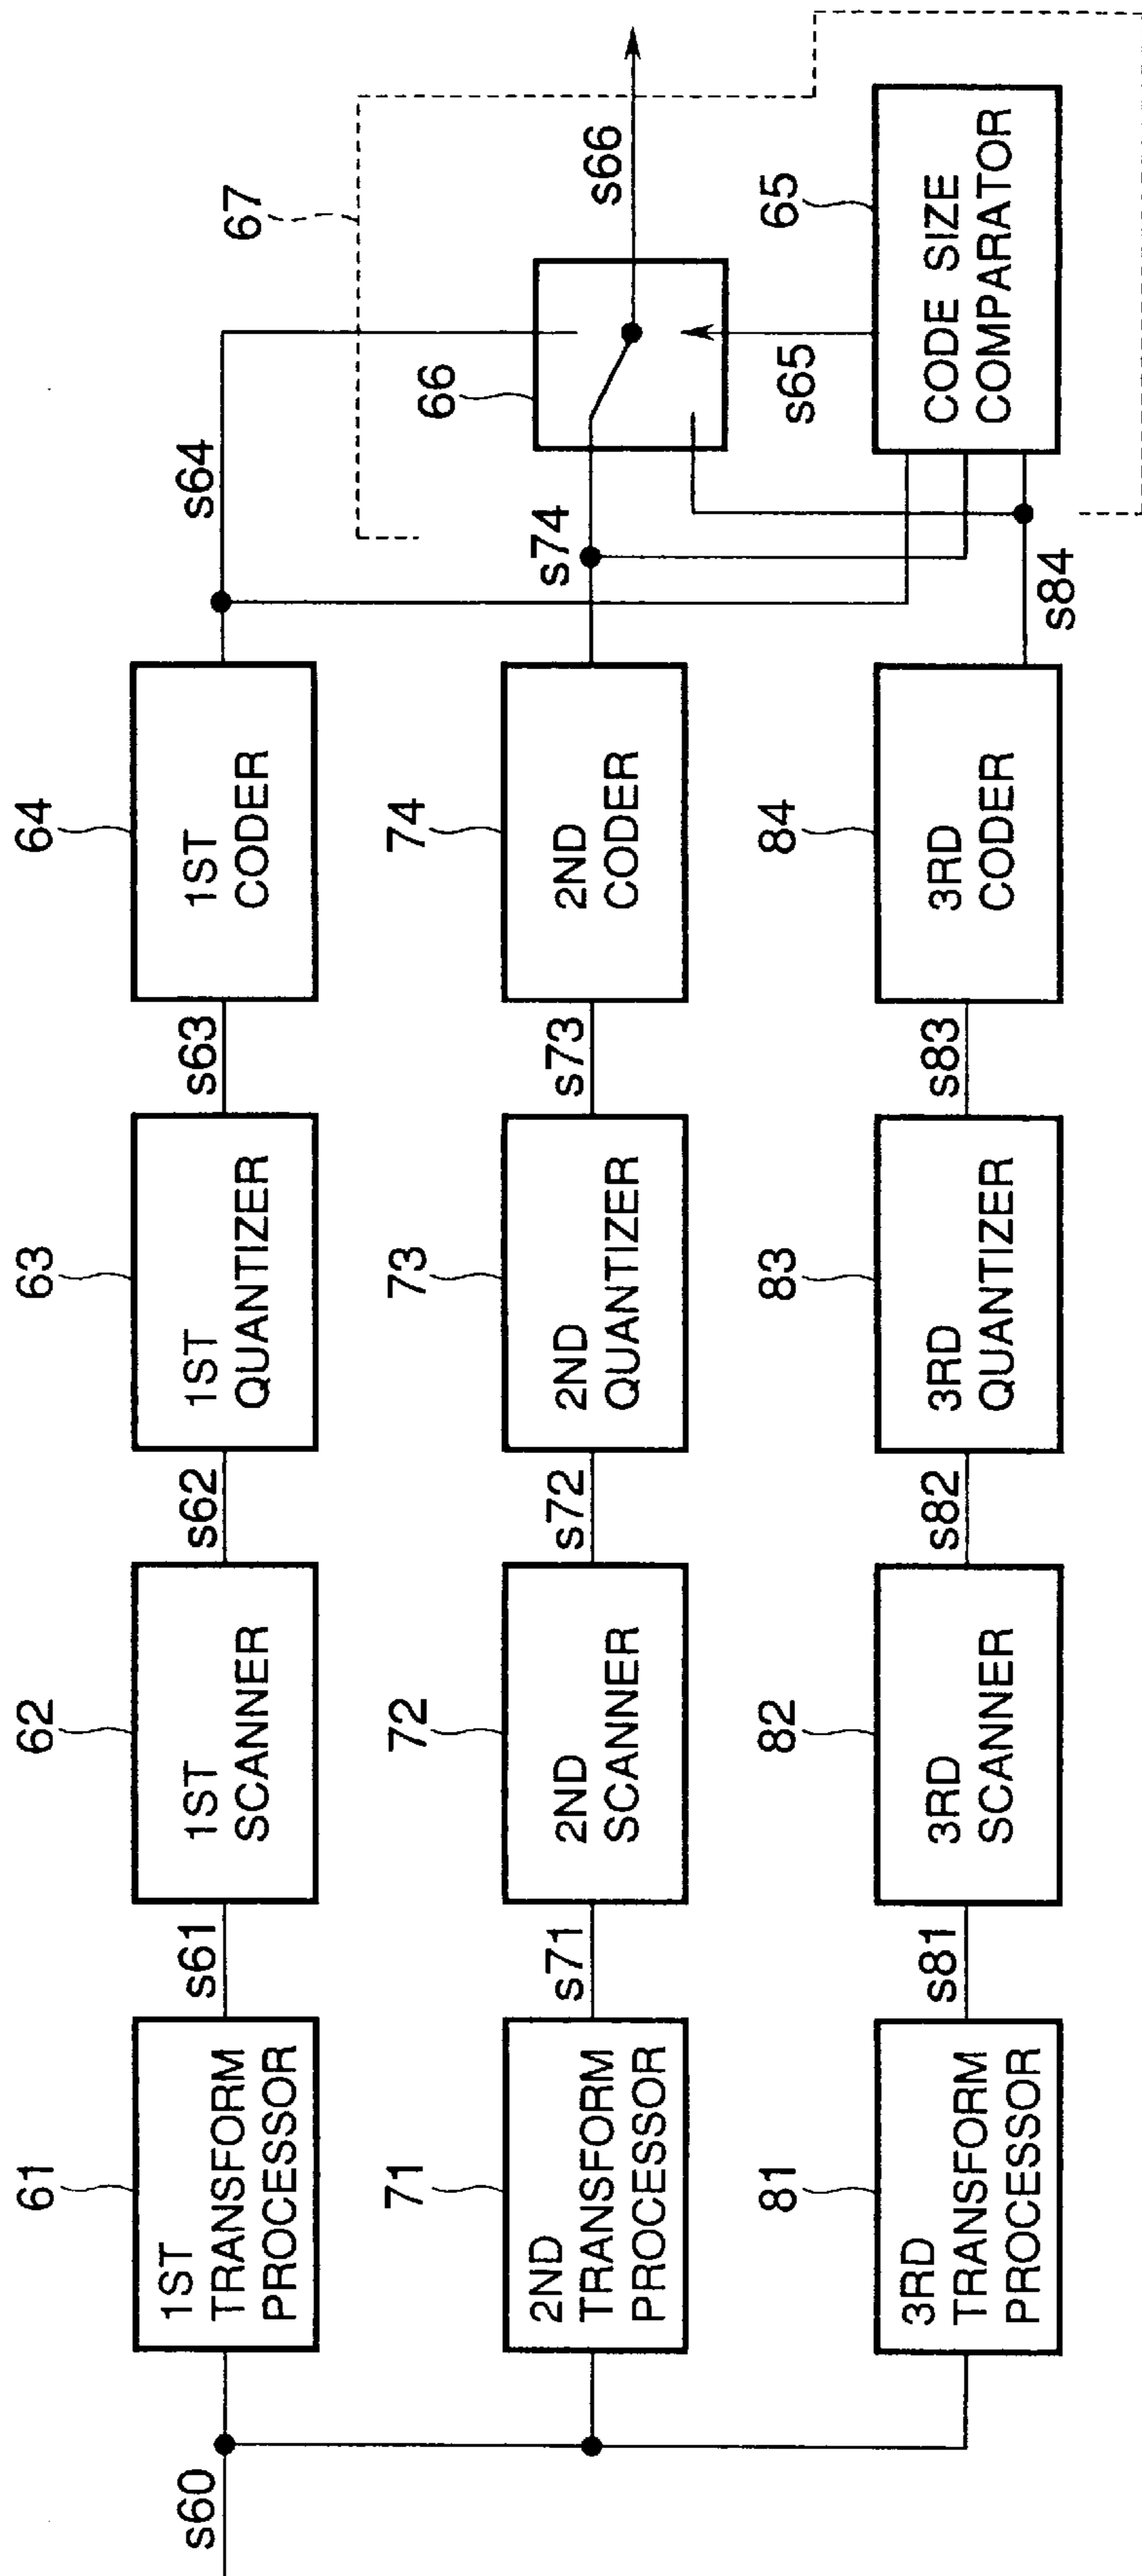 s60
61
1ST
TRANSFORM
PROCESSOR
s61
62
1ST
SCANNER
s62
63
1ST
QUANTIZER
s63
64
1ST
CODER
s64
67
71
2ND
TRANSFORM
PROCESSOR
s71
72
2ND
SCANNER
s72
73
2ND
QUANTIZER
s73
74
2ND
CODER
s74
66
s66
81
3RD
TRANSFORM
PROCESSOR
s81
82
3RD
SCANNER
s82
83
3RD
QUANTIZER
s83
84
3RD
CODER
s84
s65
65
CODE SIZE
COMPARATOR